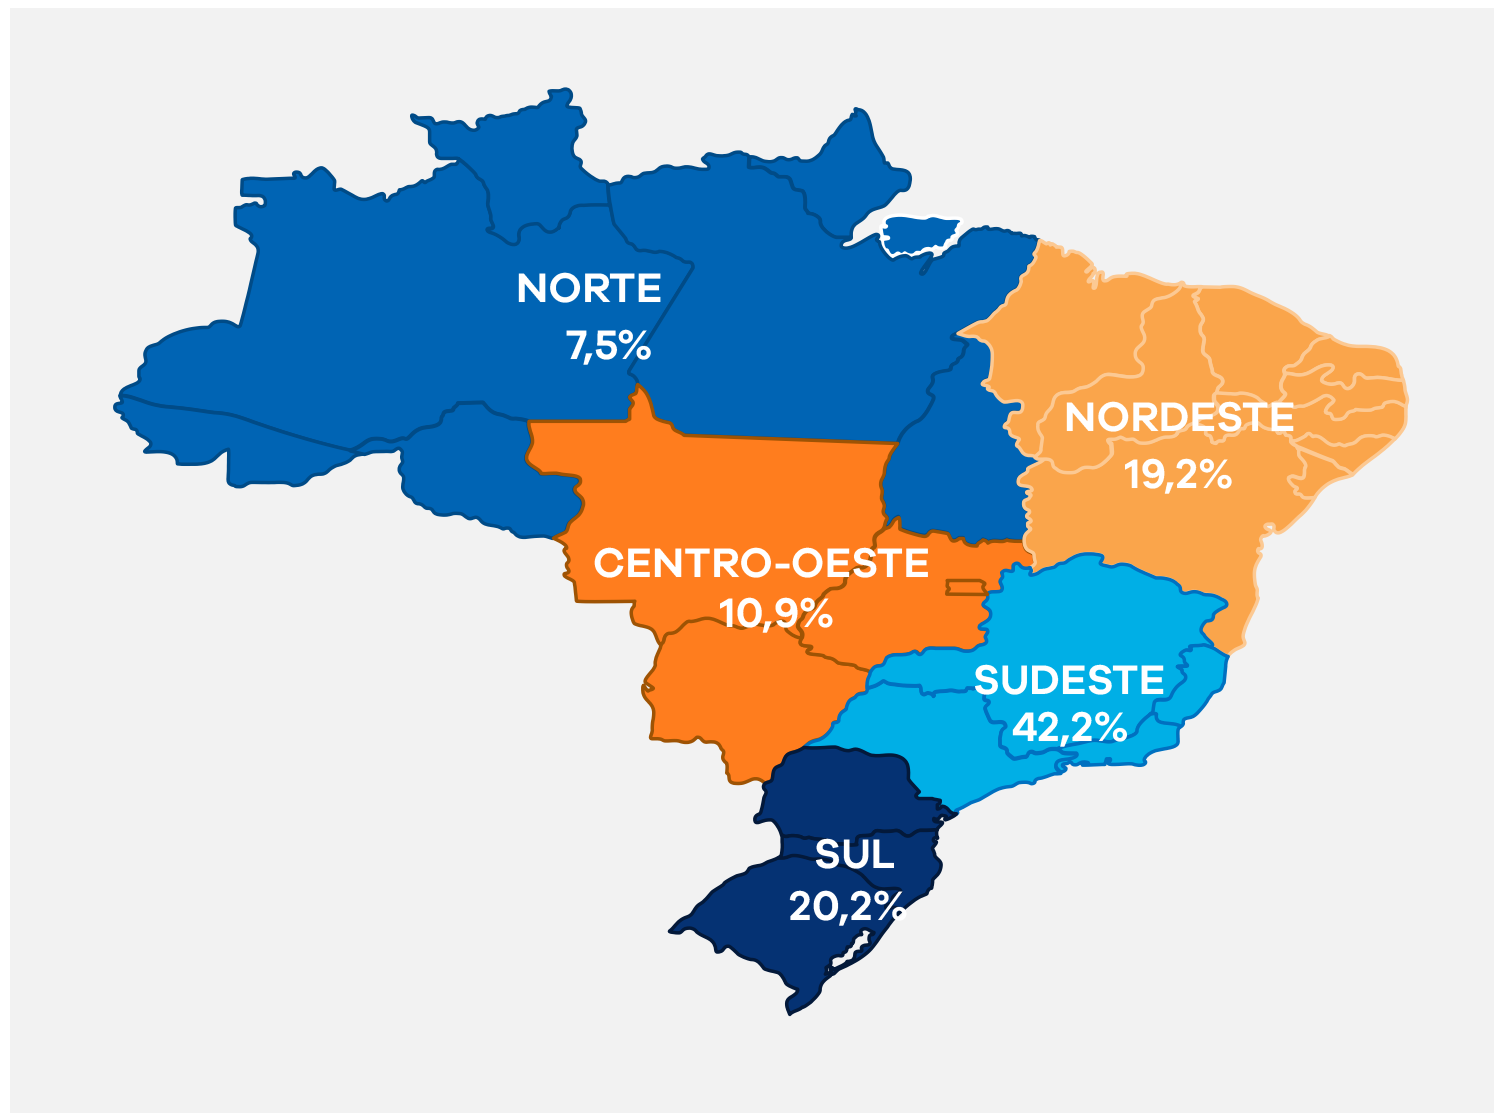 NORTE
7,5%
NORDESTE
19,2%
CENTRO-OESTE
10,9%
SUDESTE
42,2%
SUL
20,2%